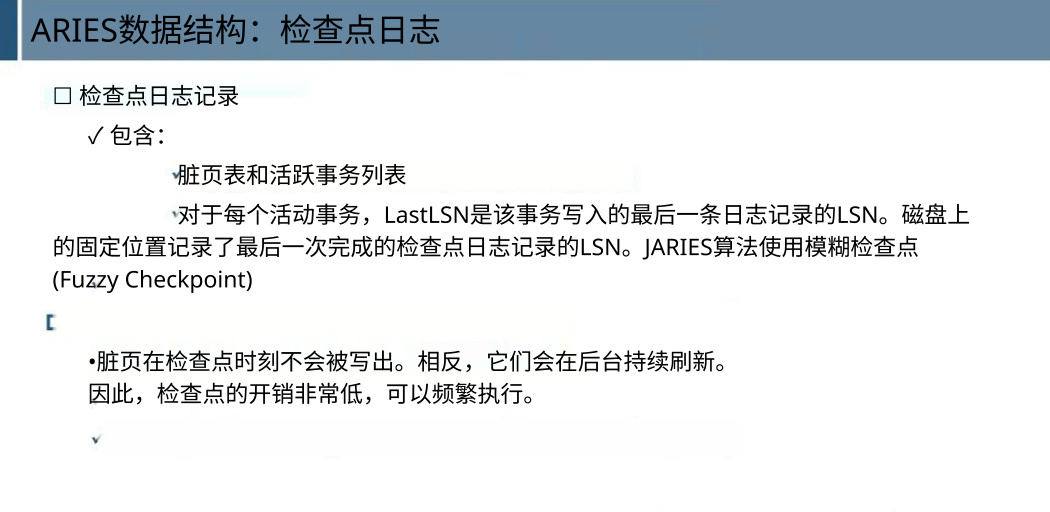 ARIES数据结构：检查点日志
☐ 检查点日志记录
✓ 包含：
脏页表和活跃事务列表
对于每个活动事务，LastLSN是该事务写入的最后一条日志记录的LSN。磁盘上
的固定位置记录了最后一次完成的检查点日志记录的LSN。JARIES算法使用模糊检查点
(Fuzzy Checkpoint)
•脏页在检查点时刻不会被写出。相反，它们会在后台持续刷新。
因此，检查点的开销非常低，可以频繁执行。